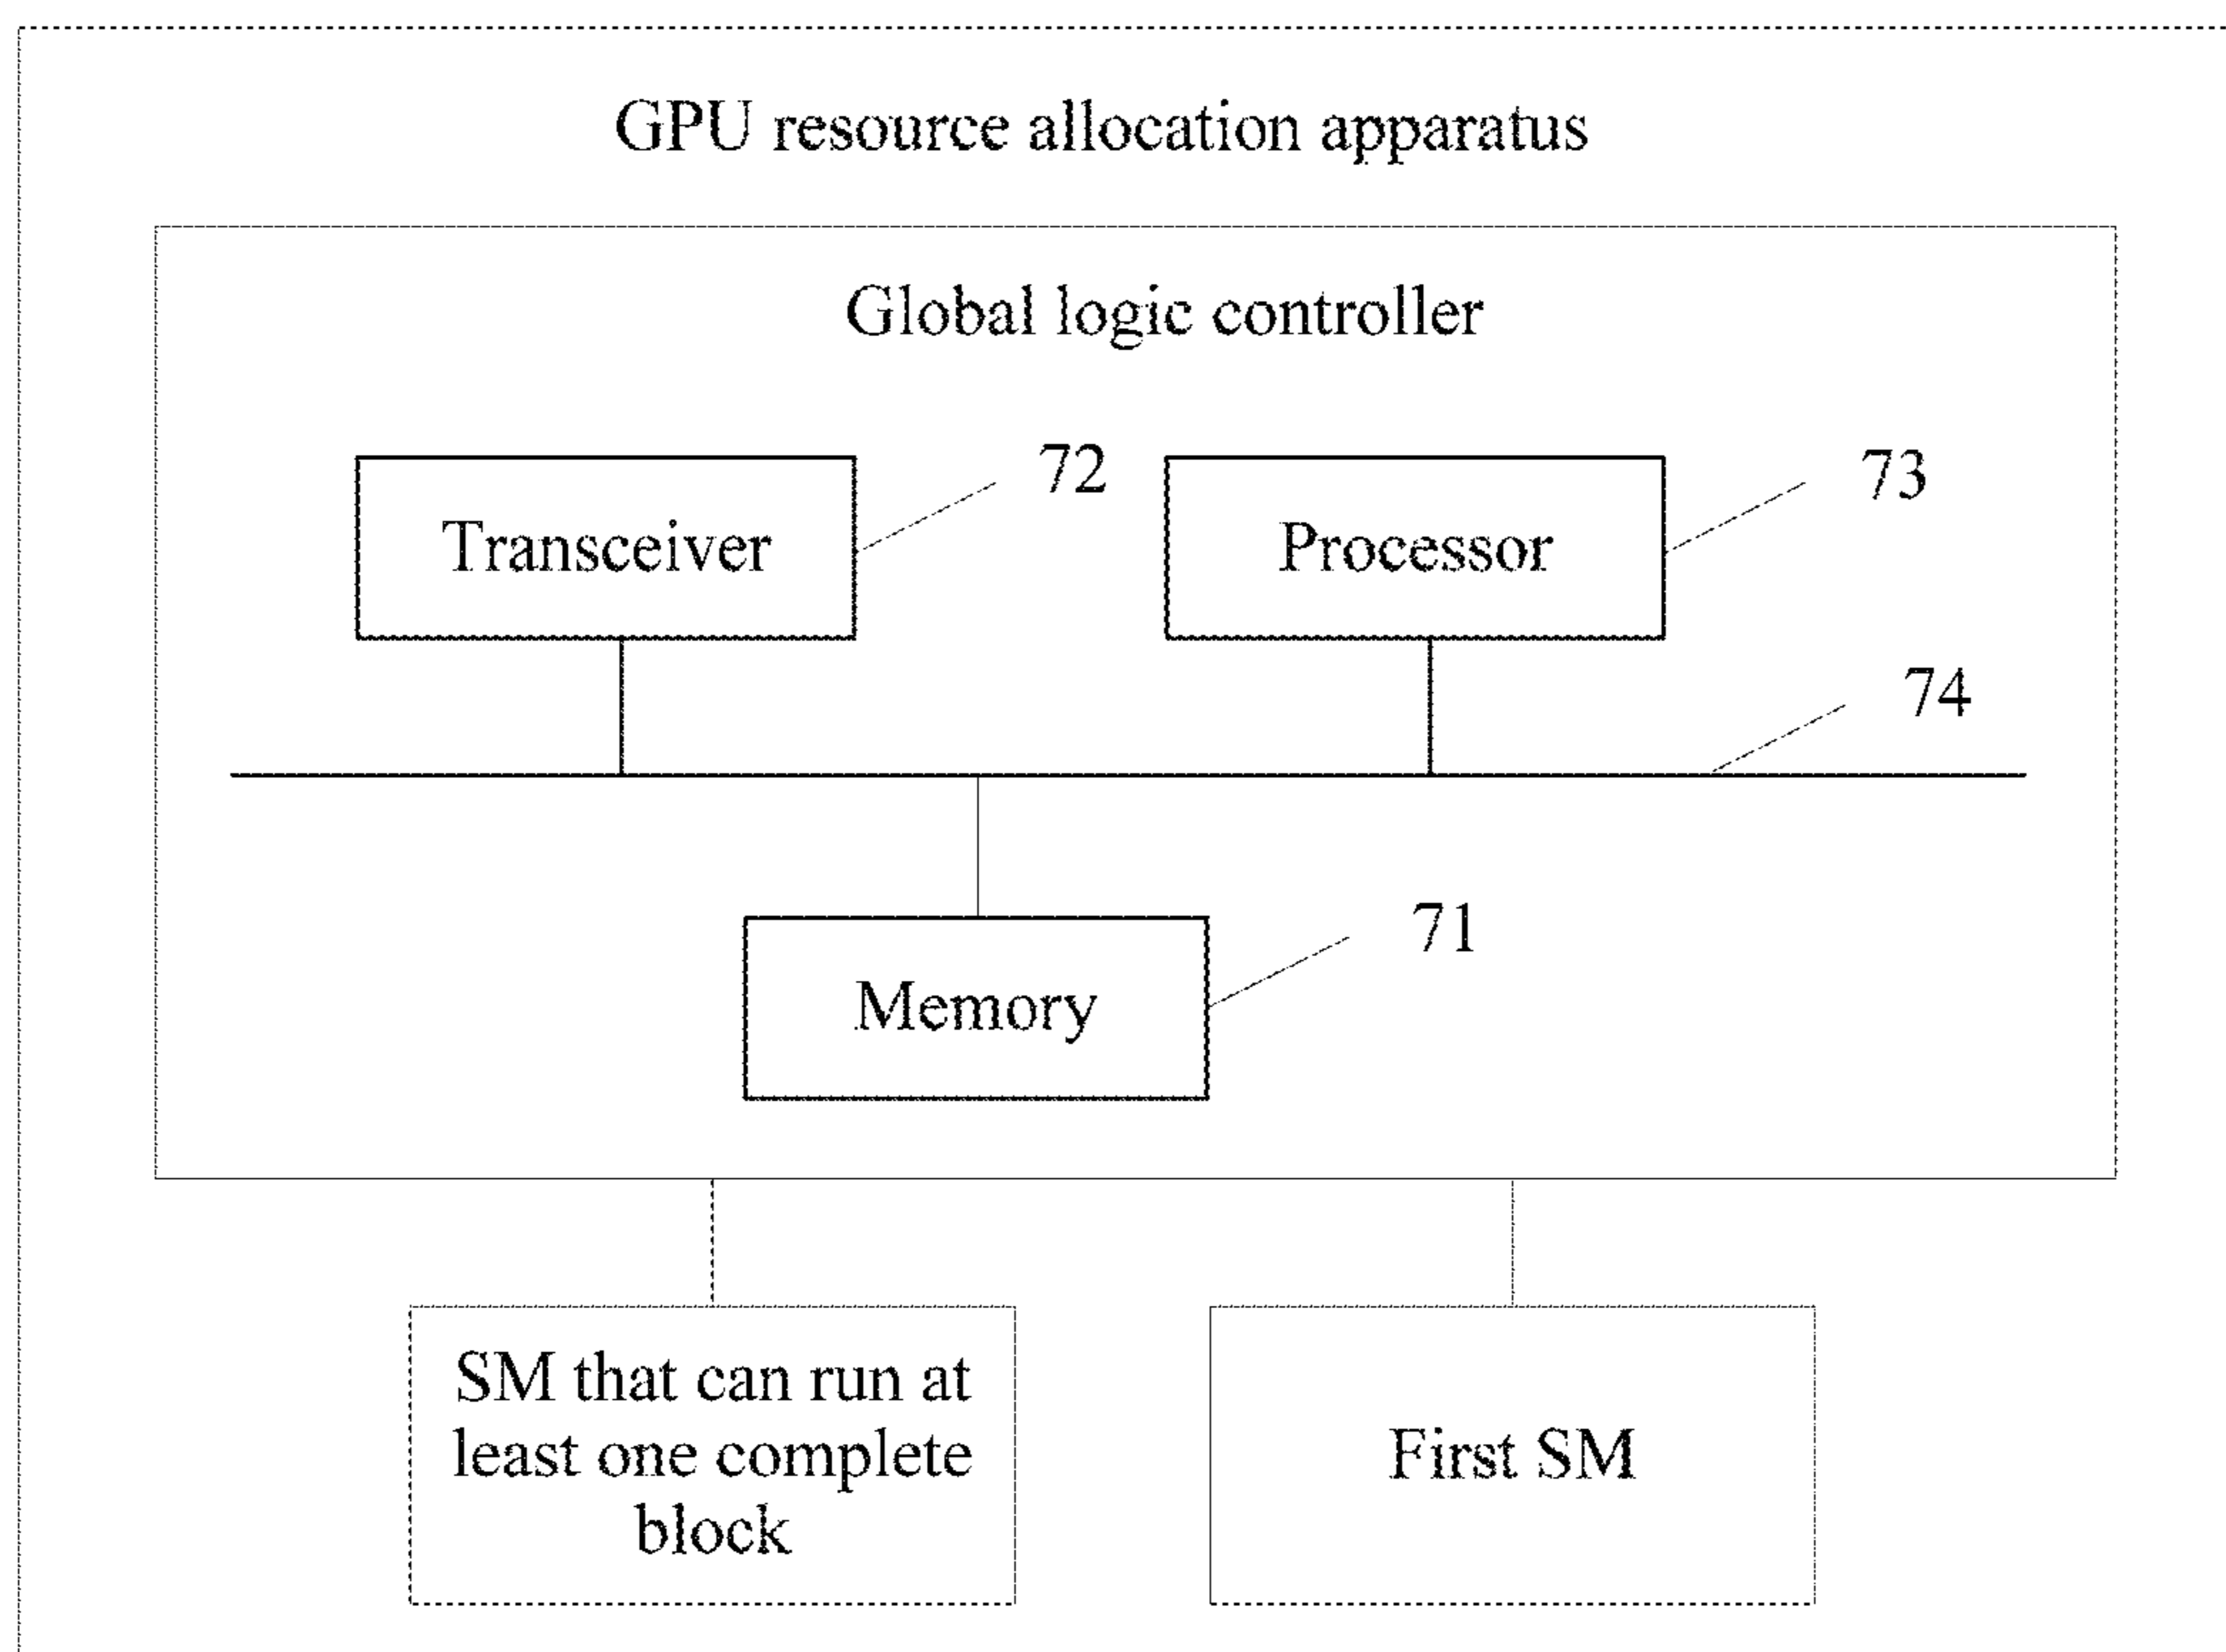 GPU resource allocation apparatus
Global logic controller
72
73
Transceiver
Processor
74
71
Memory
SM that can run at
least one complete
block
First SM